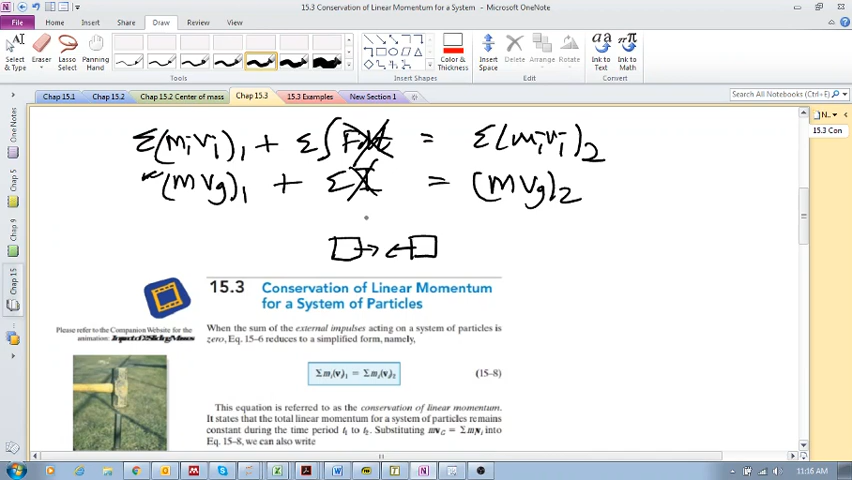 15.3 Conservation of Linear Momentum for a System - Microsoft OneNote
File Home Insert Share Draw Review View
Select & Type Eraser Lasso Select Panning Hand Color & Thickness Insert Space Delete Arrange Rotate Ink to Text Ink to Math
Tools Insert Shapes Edit Convert
Chap 15.1 Chap 15.2 Chap 15.2 Center of mass Chap 15.3 15.3 Examples New Section 1 Search All Notebooks (Ctrl+E)
One Notes
Chap 5
Chap 9
Chap 15
15.3 Con
Σ(mᵢvᵢ)₁ + Σ∫Fdt = Σ(mᵢvᵢ)₂
(mvg)₁ + ΣI = (mvg)₂
15.3 Conservation of Linear Momentum
for a System of Particles
Please refer to the Companion Website for the
animation:
When the sum of the external impulses acting on a system of particles is
zero, Eq. 15–6 reduces to a simplified form, namely,
Σmᵢ(v)₁ = Σmᵢ(v)₂ (15–8)
This equation is referred to as the conservation of linear momentum.
It states that the total linear momentum for a system of particles remains
constant during the time period t₁ to t₂. Substituting mv_G = Σmᵢvᵢ into
Eq. 15–8, we can also write
11:16 AM